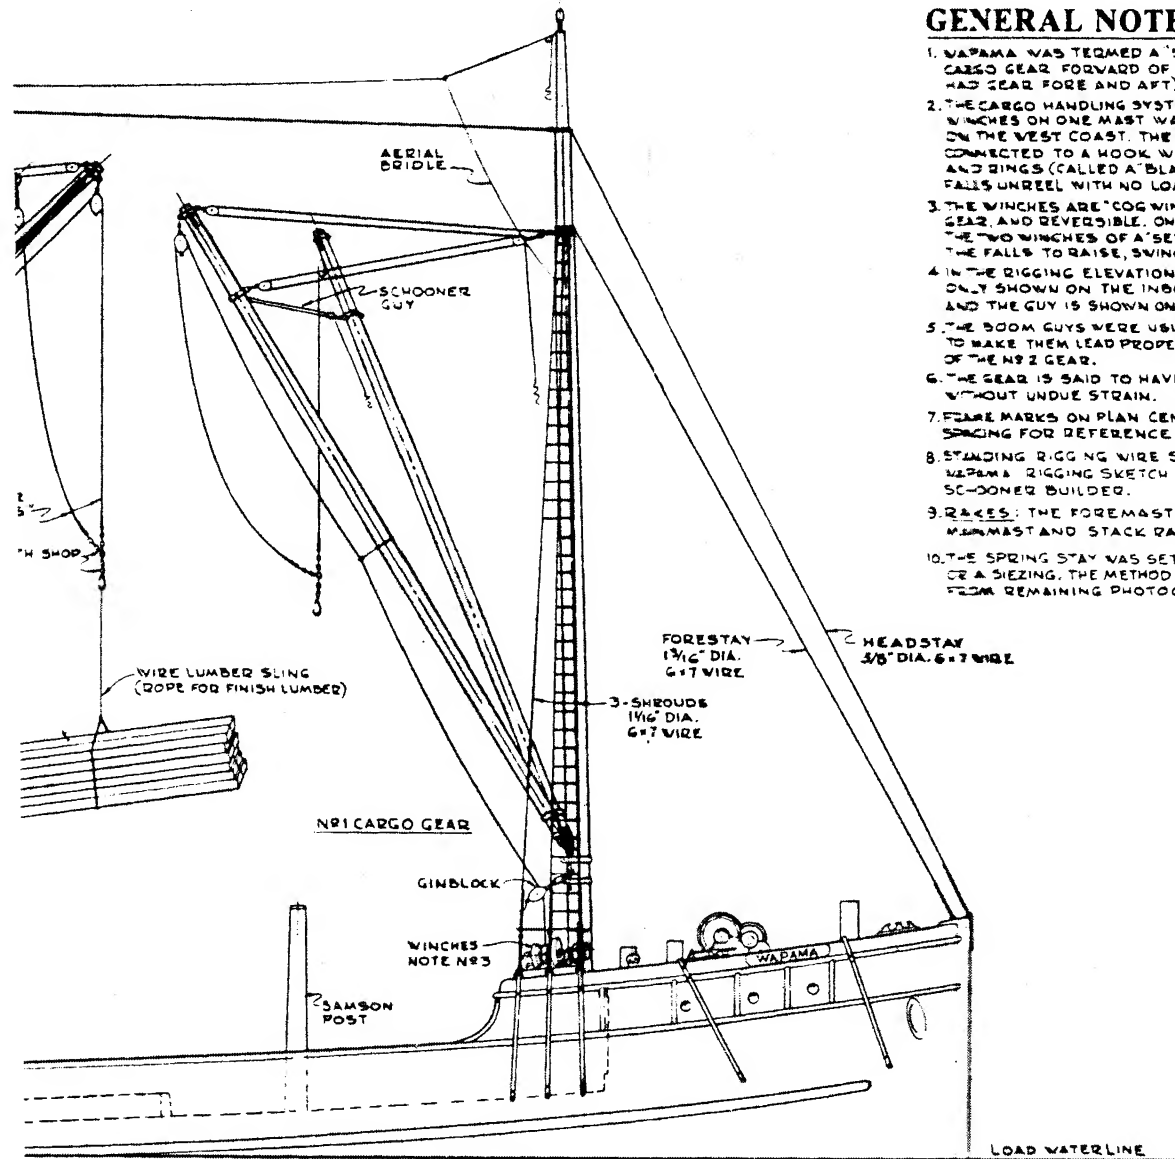 GENERAL NOTE
1. WAPAMA WAS TERMED A "S
CARGO GEAR FORWARD OF
HAD GEAR FORE AND AFT)
2. THE CARGO HANDLING SYST
WINCHES ON ONE MAST WA
ON THE WEST COAST. THE
CONNECTED TO A HOOK W
AND RINGS (CALLED A "BLA
FALLS UNREEL WITH NO LOA
3. THE WINCHES ARE "COG WIN
GEAR, AND REVERSIBLE. ON
THE TWO WINCHES OF A "SE
THE FALLS TO RAISE, SWING
4. IN THE RIGGING ELEVATION
ONLY SHOWN ON THE INBO
AND THE GUY IS SHOWN ON
5. THE BOOM GUYS WERE USU
TO MAKE THEM LEAD PROPE
OF THE Nº 2 GEAR.
6. THE GEAR IS SAID TO HAVE
WITHOUT UNDUE STRAIN.
7. FRAME MARKS ON PLAN CEN
SPACING FOR REFERENCE
8. STANDING RIGGING WIRE S
WAPAMA RIGGING SKETCH
SCHOONER BUILDER.
9. RAKES: THE FOREMAST
MAINMAST AND STACK RA
10. THE SPRING STAY WAS SET
OR A SIEZING. THE METHOD
FROM REMAINING PHOTOG
AERIAL
BRIDLE
SCHOONER
GUY
TH SHOP
WIRE LUMBER SLING
(ROPE FOR FINISH LUMBER)
FORESTAY
1 3/16" DIA.
6×7 WIRE
HEADSTAY
5/8" DIA. 6×7 WIRE
3-SHROUDS
1 1/16" DIA.
6×7 WIRE
Nº1 CARGO GEAR
GINBLOCK
WINCHES
NOTE Nº3
WAPAMA
SAMSON
POST
LOAD WATERLINE